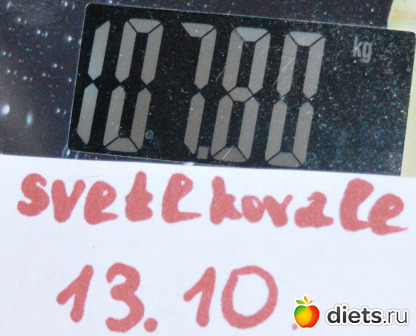 107.80 kg
svetlkovale
13.10
diets.ru